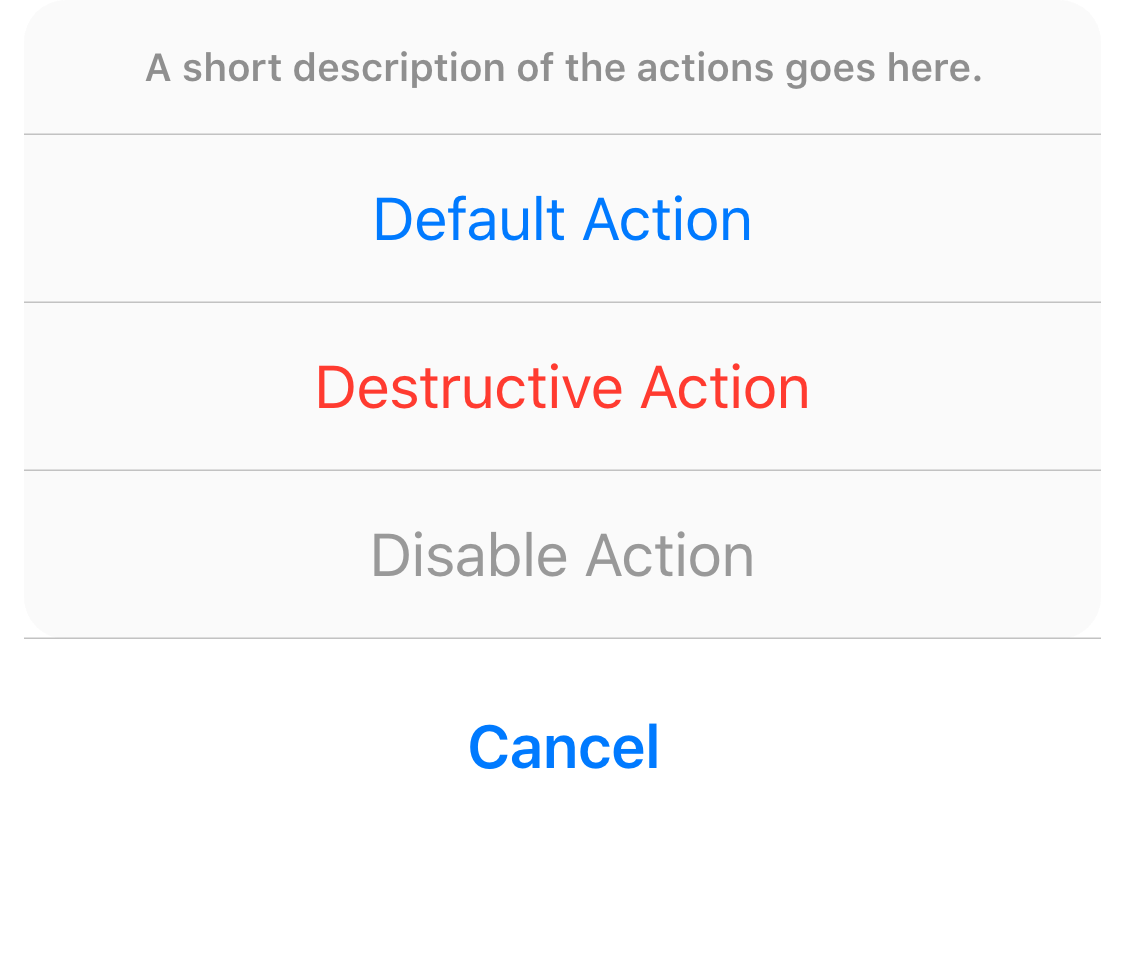 A short description of the actions goes here.
Default Action
Destructive Action
Disable Action
Cancel